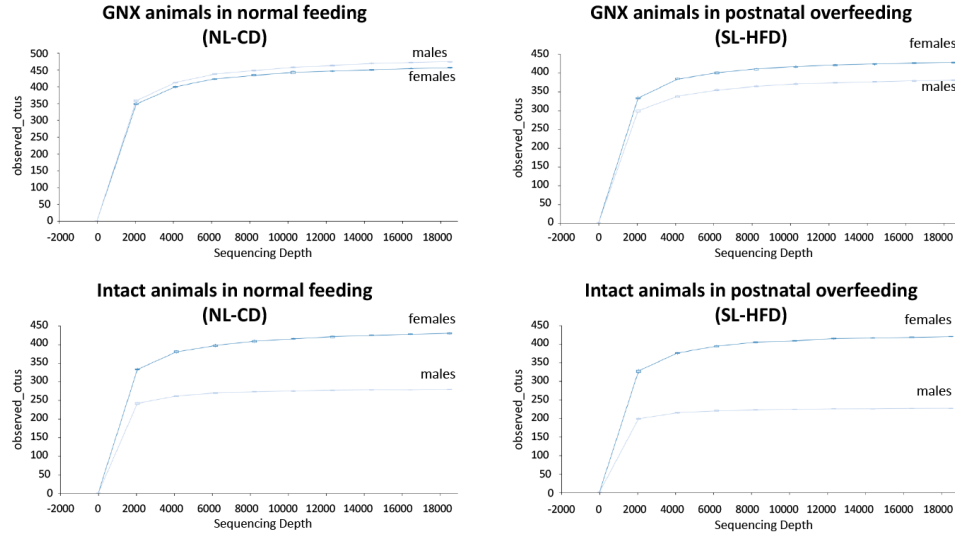 GNX animals in normal feeding
(NL-CD)
500
450
400
350
300
250
200
150
100
50
0
observed_otus
males
females
-2000 0 2000 4000 6000 8000 10000 12000 14000 16000 18000
Sequencing Depth
GNX animals in postnatal overfeeding
(SL-HFD)
450
400
350
300
250
200
150
100
50
0
observed_otus
females
males
-2000 0 2000 4000 6000 8000 10000 12000 14000 16000 18000
Sequencing Depth
Intact animals in normal feeding
(NL-CD)
450
400
350
300
250
200
150
100
50
0
observed_otus
females
males
-2000 0 2000 4000 6000 8000 10000 12000 14000 16000 18000
Sequencing Depth
Intact animals in postnatal overfeeding
(SL-HFD)
450
400
350
300
250
200
150
100
50
0
observed_otus
females
males
-2000 0 2000 4000 6000 8000 10000 12000 14000 16000 18000
Sequencing Depth